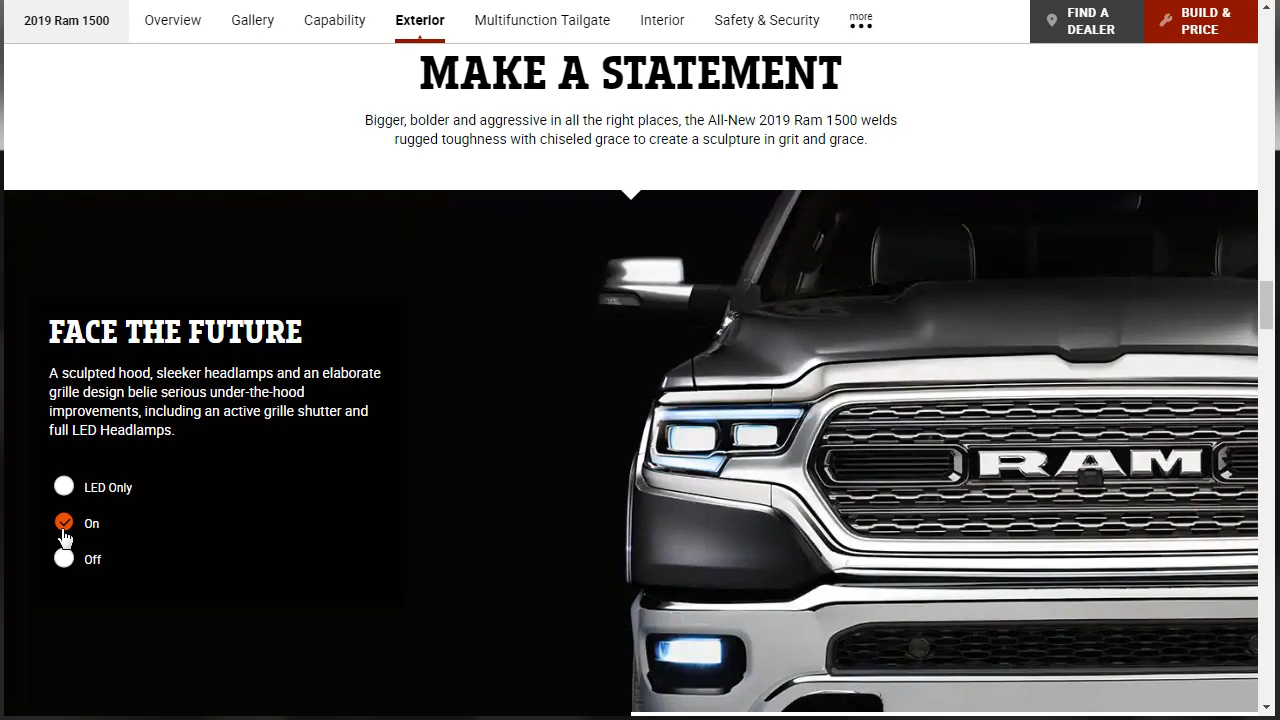 2019 Ram 1500
Overview
Gallery
Capability
Exterior
Multifunction Tailgate
Interior
Safety & Security
more
FIND A
DEALER
BUILD &
PRICE
MAKE A STATEMENT
Bigger, bolder and aggressive in all the right places, the All-New 2019 Ram 1500 welds
rugged toughness with chiseled grace to create a sculpture in grit and grace.
FACE THE FUTURE
A sculpted hood, sleeker headlamps and an elaborate
grille design belie serious under-the-hood
improvements, including an active grille shutter and
full LED Headlamps.
LED Only
On
Off
RAM